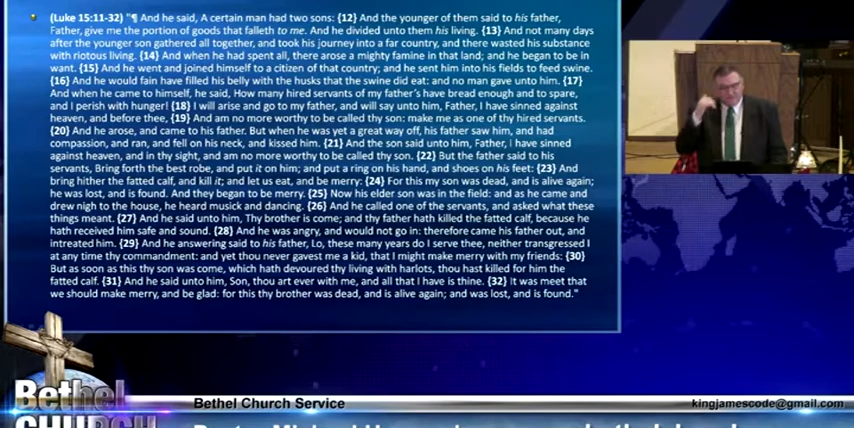 (Luke 15:11-32) "¶ And he said, A certain man had two sons: {12} And the younger of them said to his father,
Father, give me the portion of goods that falleth to me. And he divided unto them his living. {13} And not many days
after the younger son gathered all together, and took his journey into a far country, and there wasted his substance
with riotous living. {14} And when he had spent all, there arose a mighty famine in that land; and he began to be in
want. {15} And he went and joined himself to a citizen of that country; and he sent him into his fields to feed swine.
{16} And he would fain have filled his belly with the husks that the swine did eat: and no man gave unto him. {17}
And when he came to himself, he said, How many hired servants of my father's have bread enough and to spare,
and I perish with hunger! {18} I will arise and go to my father, and will say unto him, Father, I have sinned against
heaven, and before thee, {19} And am no more worthy to be called thy son: make me as one of thy hired servants.
{20} And he arose, and came to his father. But when he was yet a great way off, his father saw him, and had
compassion, and ran, and fell on his neck, and kissed him. {21} And the son said unto him, Father, I have sinned
against heaven, and in thy sight, and am no more worthy to be called thy son. {22} But the father said to his
servants, Bring forth the best robe, and put it on him; and put a ring on his hand, and shoes on his feet: {23} And
bring hither the fatted calf, and kill it; and let us eat, and be merry: {24} For this my son was dead, and is alive again;
he was lost, and is found. And they began to be merry. {25} Now his elder son was in the field: and as he came and
drew nigh to the house, he heard musick and dancing. {26} And he called one of the servants, and asked what these
things meant. {27} And he said unto him, Thy brother is come; and thy father hath killed the fatted calf, because he
hath received him safe and sound. {28} And he was angry, and would not go in: therefore came his father out, and
intreated him. {29} And he answering said to his father, Lo, these many years do I serve thee, neither transgressed I
at any time thy commandment: and yet thou never gavest me a kid, that I might make merry with my friends: {30}
But as soon as this thy son was come, which hath devoured thy living with harlots, thou hast killed for him the
fatted calf. {31} And he said unto him, Son, thou art ever with me, and all that I have is thine. {32} It was meet that
we should make merry, and be glad: for this thy brother was dead, and is alive again; and was lost, and is found."
Bethel
CHURCH
Bethel Church Service
kingjamescode@gmail.com